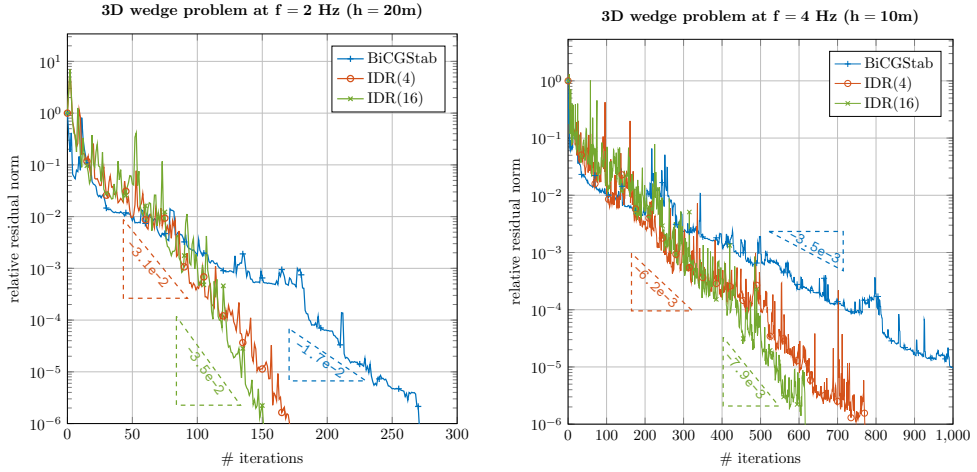 3D wedge problem at f = 2 Hz (h = 20m)
BiCGStab
IDR(4)
IDR(16)
relative residual norm
10^1
10^0
10^−1
10^−2
10^−3
10^−4
10^−5
10^−6
−3.1e−2
−3.5e−2
−1.7e−2
0 50 100 150 200 250 300
# iterations
3D wedge problem at f = 4 Hz (h = 10m)
BiCGStab
IDR(4)
IDR(16)
relative residual norm
10^0
10^−1
10^−2
10^−3
10^−4
10^−5
10^−6
−3.5e−3
−6.2e−3
−7.9e−3
0 100 200 300 400 500 600 700 800 900 1,000
# iterations